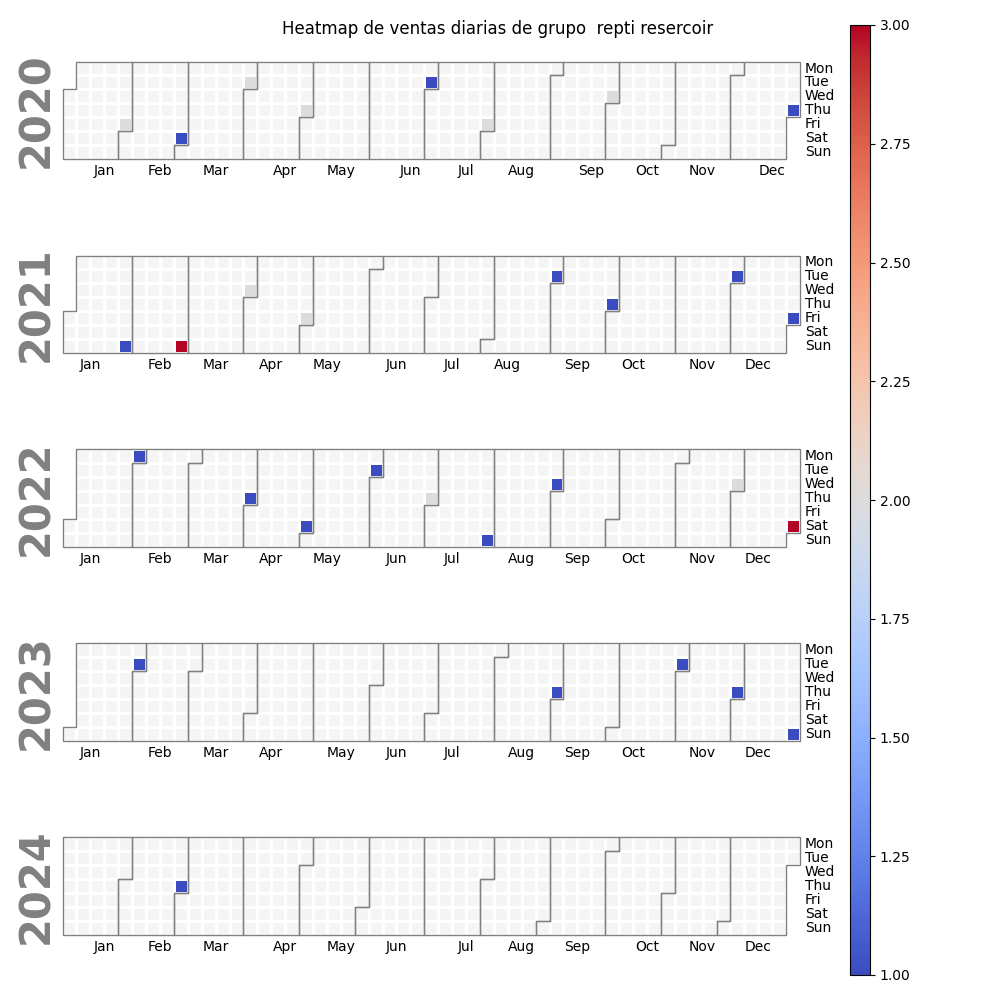 Heatmap de ventas diarias de grupo  repti resercoir
2020
Mon
Tue
Wed
Thu
Fri
Sat
Sun
Jan Feb Mar Apr May Jun Jul Aug Sep Oct Nov Dec
2021
Mon
Tue
Wed
Thu
Fri
Sat
Sun
Jan Feb Mar Apr May Jun Jul Aug Sep Oct Nov Dec
2022
Mon
Tue
Wed
Thu
Fri
Sat
Sun
Jan Feb Mar Apr May Jun Jul Aug Sep Oct Nov Dec
2023
Mon
Tue
Wed
Thu
Fri
Sat
Sun
Jan Feb Mar Apr May Jun Jul Aug Sep Oct Nov Dec
2024
Mon
Tue
Wed
Thu
Fri
Sat
Sun
Jan Feb Mar Apr May Jun Jul Aug Sep Oct Nov Dec
3.00
2.75
2.50
2.25
2.00
1.75
1.50
1.25
1.00